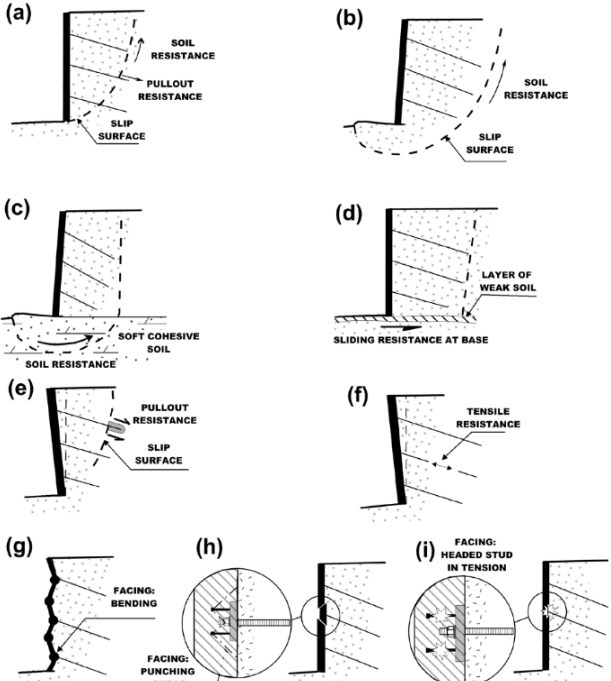 (a)
SOIL
RESISTANCE
PULLOUT
RESISTANCE
SLIP
SURFACE
(b)
SOIL
RESISTANCE
SLIP
SURFACE
(c)
SOFT COHESIVE
SOIL
SOIL RESISTANCE
(d)
LAYER OF
WEAK SOIL
SLIDING RESISTANCE AT BASE
(e)
PULLOUT
RESISTANCE
SLIP
SURFACE
(f)
TENSILE
RESISTANCE
(g)
FACING:
BENDING
(h)
FACING:
PUNCHING
(i)
FACING:
HEADED STUD
IN TENSION